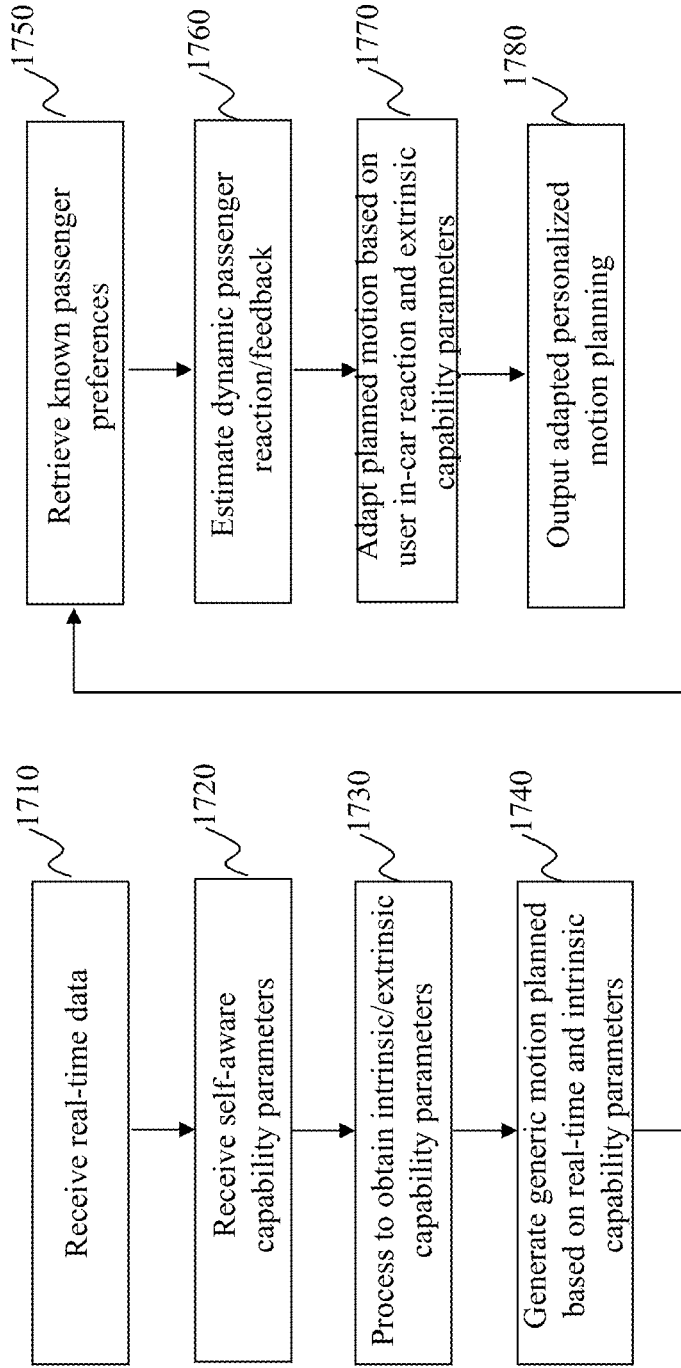 Receive real-time data
1710
Receive self-aware
capability parameters
1720
Process to obtain intrinsic/extrinsic
capability parameters
1730
Generate generic motion planned
based on real-time and intrinsic
capability parameters
1740
Retrieve known passenger
preferences
1750
Estimate dynamic passenger
reaction/feedback
1760
Adapt planned motion based on
user in-car reaction and extrinsic
capability parameters
1770
Output adapted personalized
motion planning
1780